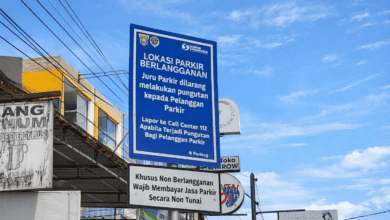 LOKASI PARKIR
BERLANGGANAN
Juru Parkir dilarang
melakukan pungutan
kepada Pelanggan
Parkir
Lapor ke Call Center 112
Apabila Terjadi Pungutan
Bagi Pelanggan Parkir
Khusus Non Berlangganan
Wajib Membayar Jasa Parkir
Secara Non Tunai